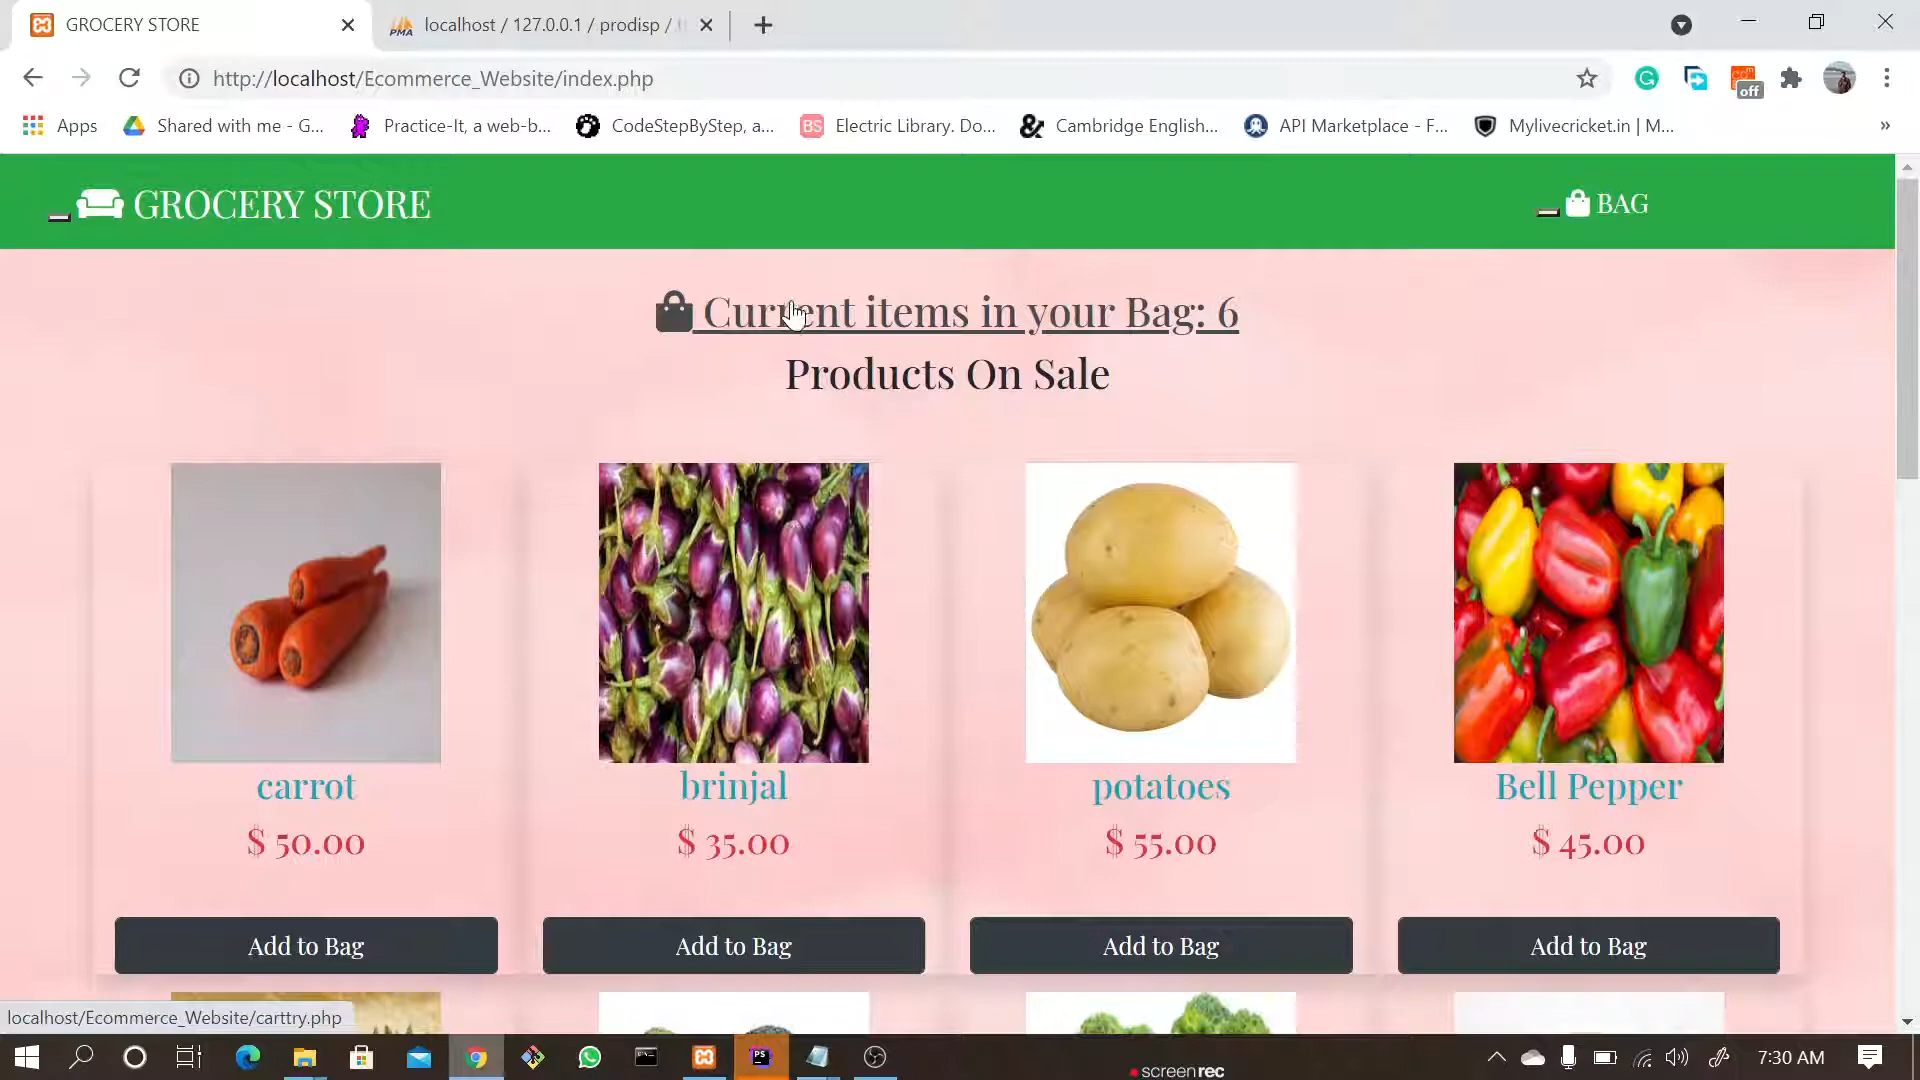 GROCERY STORE
localhost / 127.0.0.1 / prodisp /
http://localhost/Ecommerce_Website/index.php
off
Apps
Shared with me - G...
Practice-It, a web-b...
CodeStepByStep, a...
BS Electric Library. Do...
Cambridge English...
API Marketplace - F...
Mylivecricket.in | M...
»
GROCERY STORE
BAG
Current items in your Bag: 6
Products On Sale
carrot
brinjal
potatoes
Bell Pepper
$ 50.00
$ 35.00
$ 55.00
$ 45.00
Add to Bag
Add to Bag
Add to Bag
Add to Bag
localhost/Ecommerce_Website/carttry.php
PS
7:30 AM
screenrec